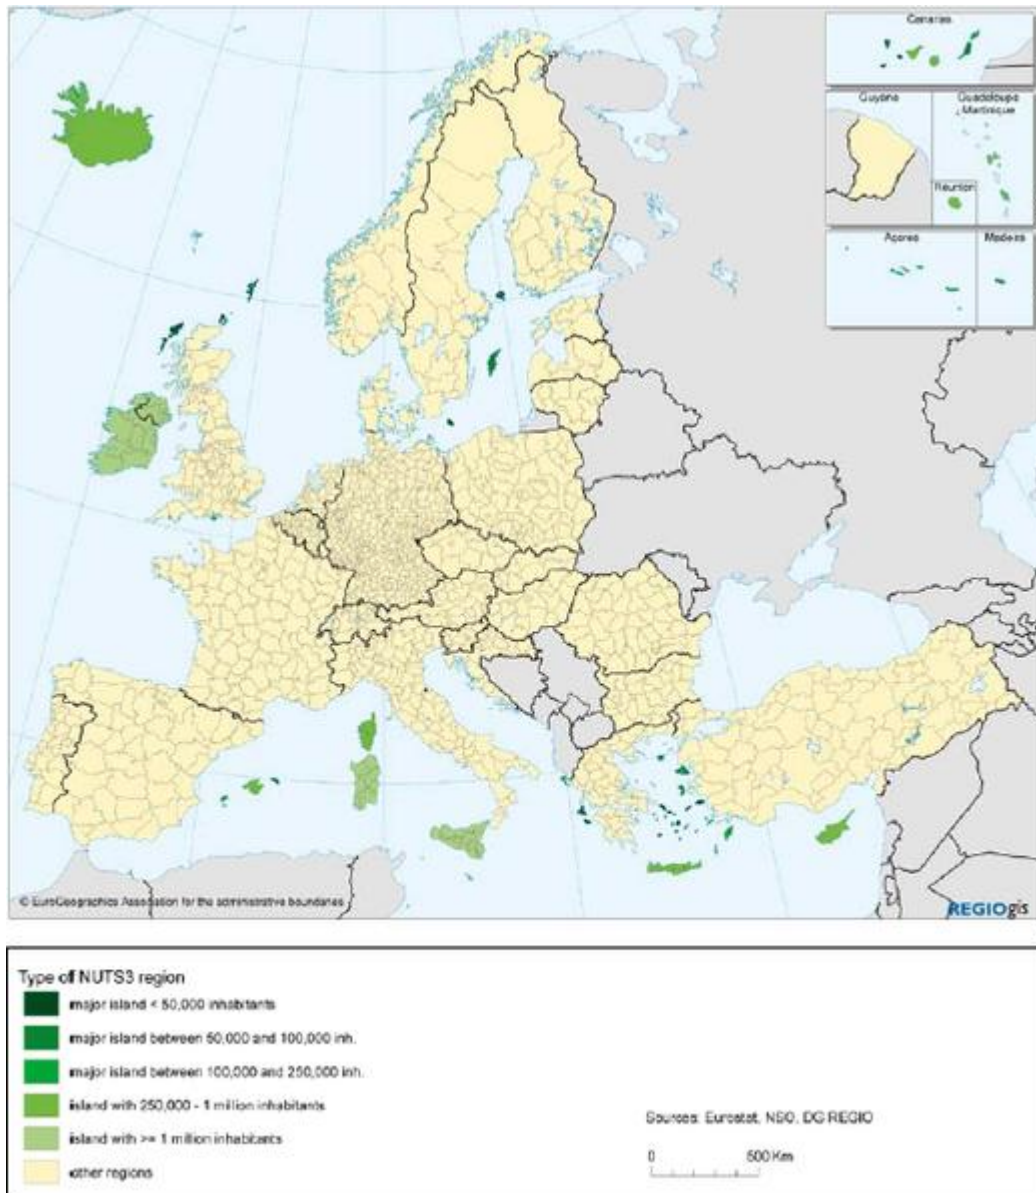 Canarias
Guyane
Guadeloupe
Martinique
Réunion
Açores
Madeira
© EuroGeographics Association for the administrative boundaries
REGIOgis
Type of NUTS3 region
major island < 50,000 inhabitants
major island between 50,000 and 100,000 inh.
major island between 100,000 and 250,000 inh.
island with 250,000 - 1 million inhabitants
island with >= 1 million inhabitants
other regions
Sources: Eurostat, NSO, DG REGIO
0 500 Km